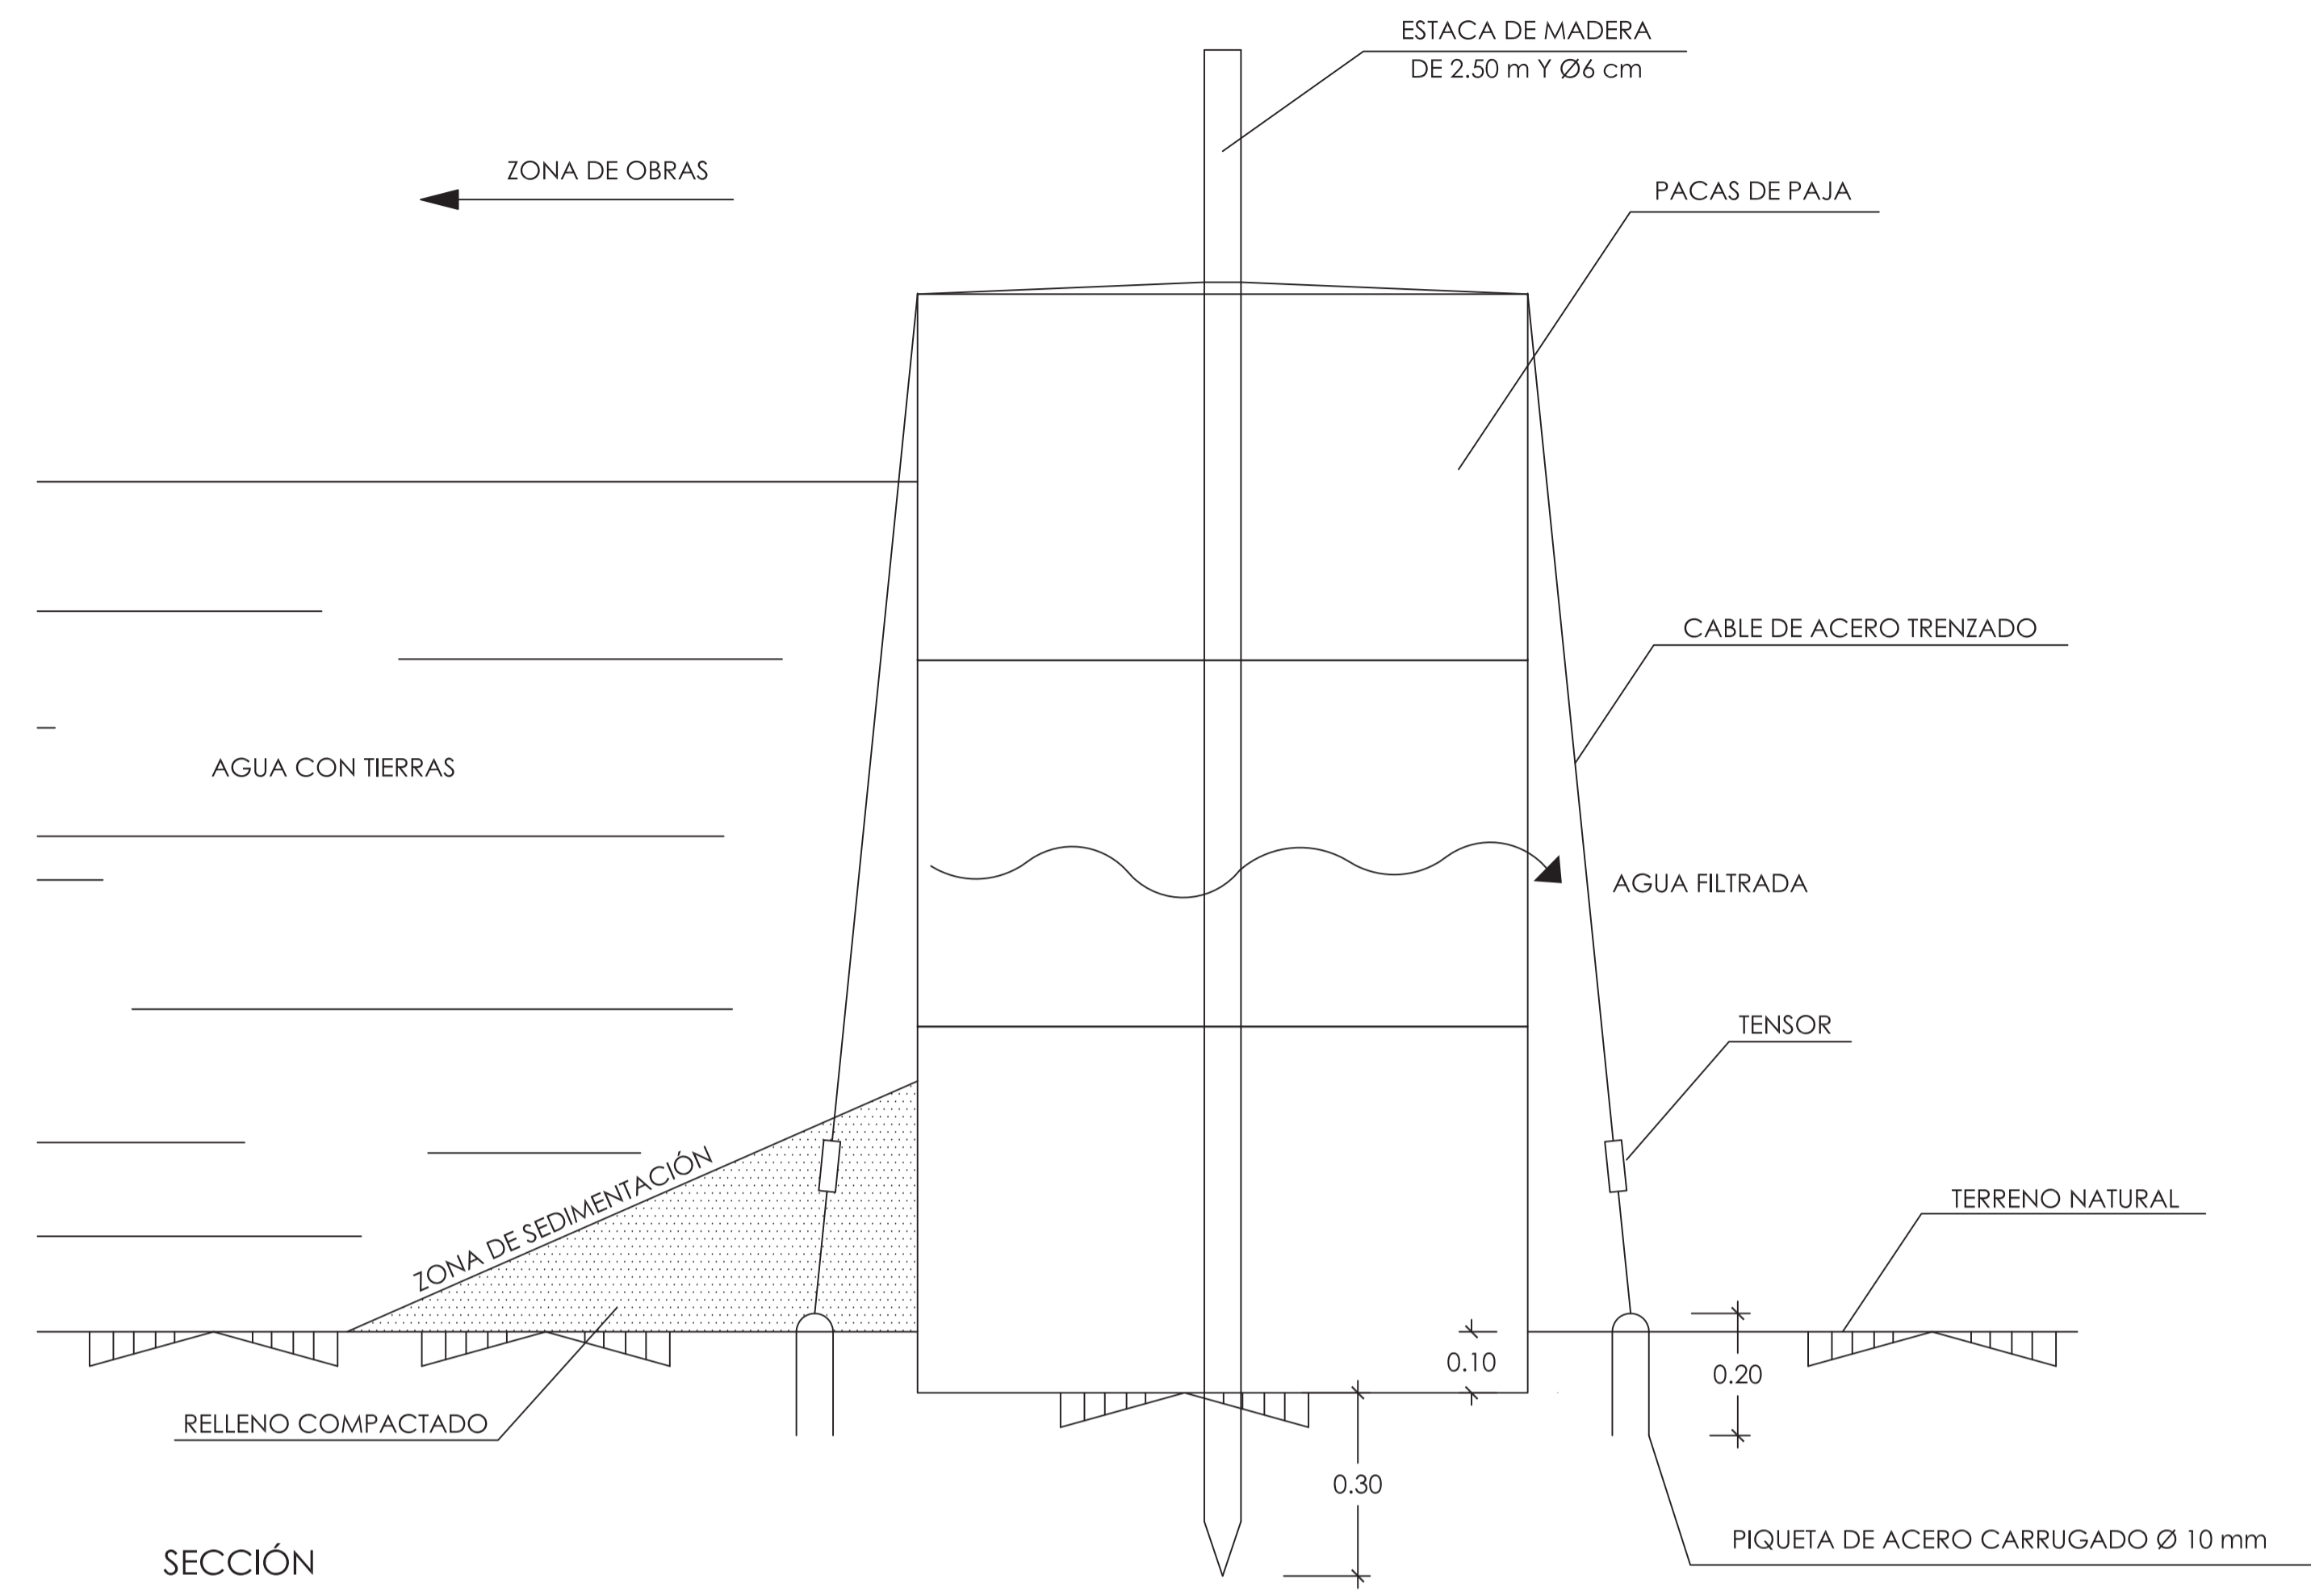 ESTACA DE MADERA
DE 2.50 m Y Ø6 cm
ZONA DE OBRAS
PACAS DE PAJA
CABLE DE ACERO TRENZADO
AGUA CON TIERRAS
AGUA FILTRADA
TENSOR
ZONA DE SEDIMENTACIÓN
TERRENO NATURAL
0.10
0.20
RELLENO COMPACTADO
0.30
PIQUETA DE ACERO CARRUGADO Ø 10 mm
SECCIÓN